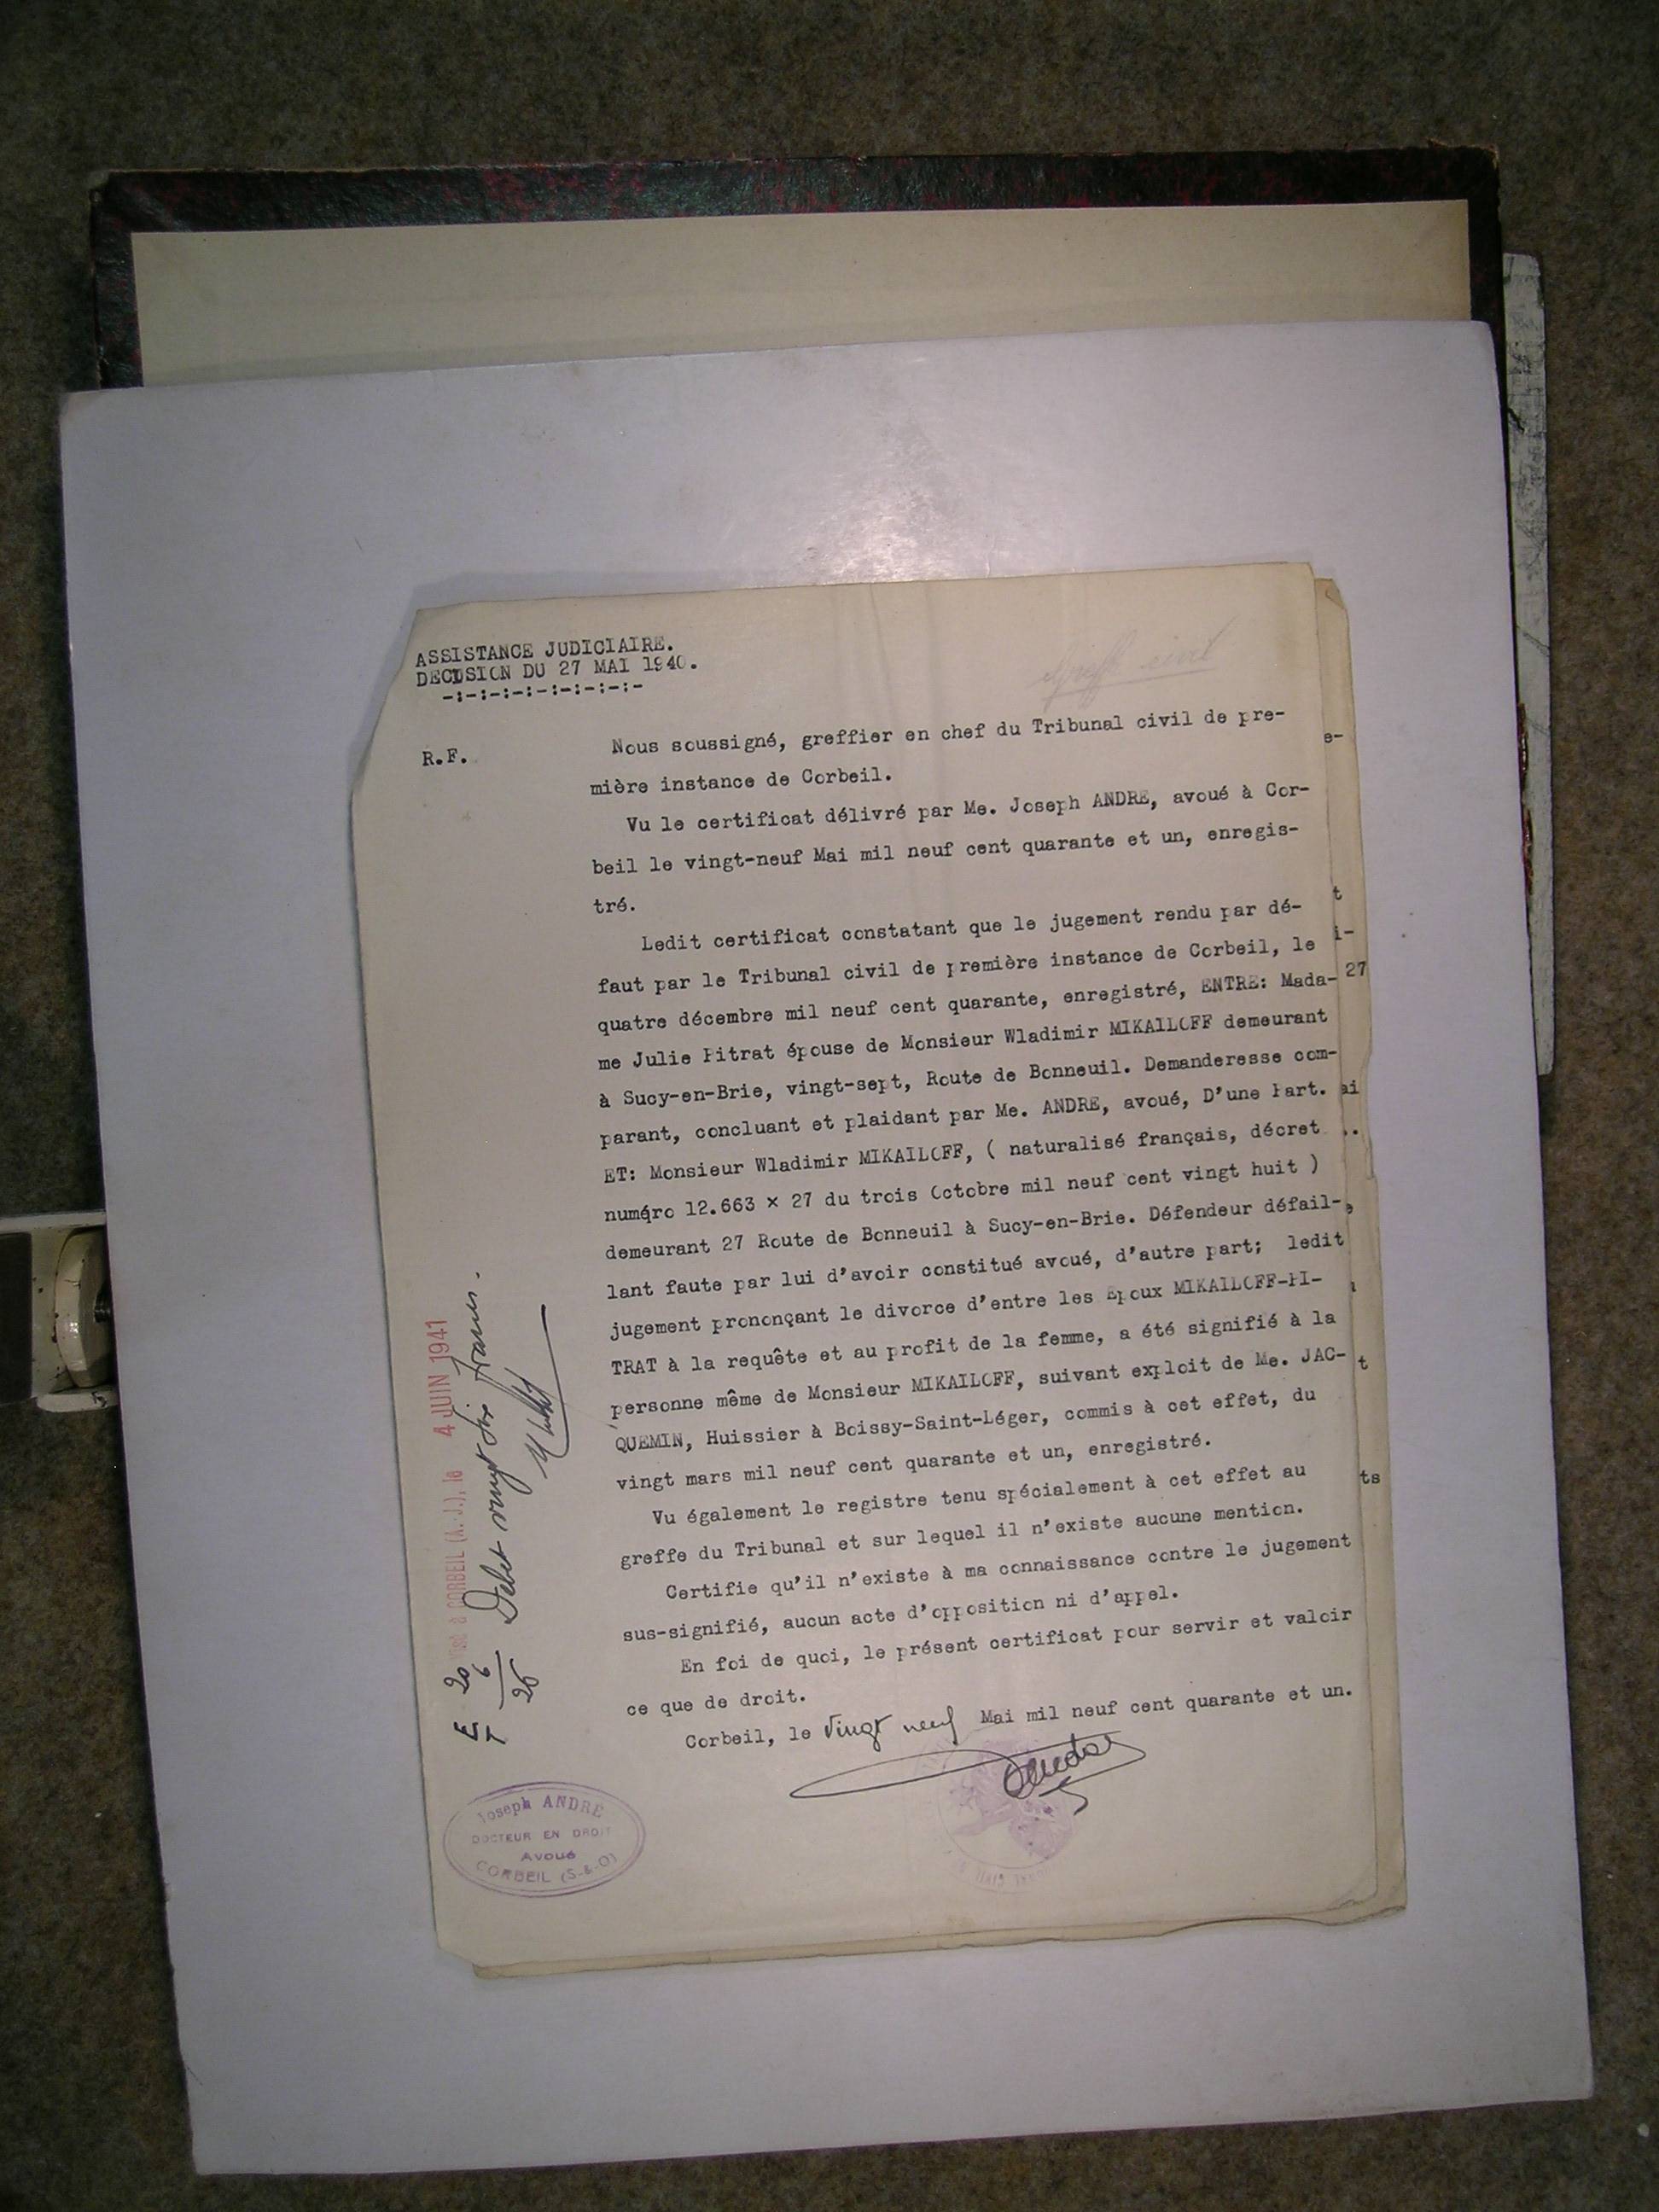 ASSISTANCE JUDICIAIRE.
DECISION DU 27 MAI 1940.
-:-:-:-:-:-:-:-:-
R.F.
Nous soussigné, greffier en chef du Tribunal civil de pre-
mière instance de Corbeil.
Vu le certificat délivré par Me. Joseph ANDRE, avoué à Cor-
beil le vingt-neuf Mai mil neuf cent quarante et un, enregis-
tré.
Ledit certificat constatant que le jugement rendu par dé-
faut par le Tribunal civil de première instance de Corbeil, le
quatre décembre mil neuf cent quarante, enregistré, ENTRE: Mada-
me Julie Pitrat épouse de Monsieur Wladimir MIKAILOFF demeurant
à Sucy-en-Brie, vingt-sept, Route de Bonneuil. Demanderesse com-
parant, concluant et plaidant par Me. ANDRE, avoué, D'une Part.
ET: Monsieur Wladimir MIKAILOFF, ( naturalisé français, décret
numéro 12.663 x 27 du trois Octobre mil neuf cent vingt huit )
demeurant 27 Route de Bonneuil à Sucy-en-Brie. Défendeur défail-
lant faute par lui d'avoir constitué avoué, d'autre part; ledit
jugement prononçant le divorce d'entre les Epoux MIKAILOFF-PI-
TRAT à la requête et au profit de la femme, a été signifié à la
personne même de Monsieur MIKAILOFF, suivant exploit de Me. JAC-
QUEMIN, Huissier à Boissy-Saint-Léger, commis à cet effet, du
vingt mars mil neuf cent quarante et un, enregistré.
Vu également le registre tenu spécialement à cet effet au
greffe du Tribunal et sur lequel il n'existe aucune mention.
Certifie qu'il n'existe à ma connaissance contre le jugement
sus-signifié, aucun acte d'opposition ni d'appel.
En foi de quoi, le présent certificat pour servir et valoir
ce que de droit.
Corbeil, le vingt neuf Mai mil neuf cent quarante et un.
CORBEIL (A. J.), le 4 JUIN 1941
Debet vingt six francs.
E 20
T 6
26
Joseph ANDRE
DOCTEUR EN DROIT
AVOUÉ
CORBEIL (S-&-O)
e-
t
i-
27
ai
..
,
t
ts